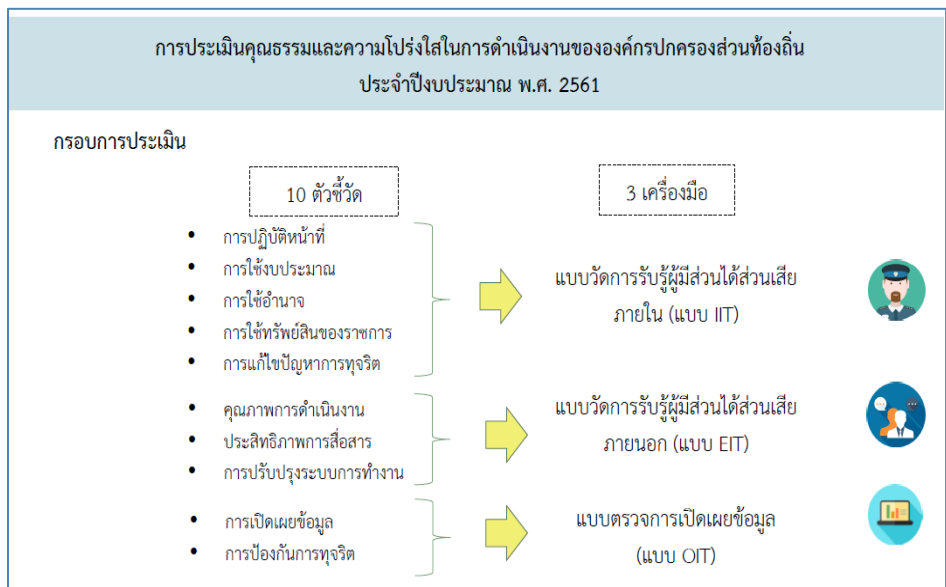 การประเมินคุณธรรมและความโปร่งใสในการดำเนินงานขององค์กรปกครองส่วนท้องถิ่น
ประจำปีงบประมาณ พ.ศ. 2561
กรอบการประเมิน
10 ตัวชี้วัด
• การปฏิบัติหน้าที่
• การใช้งบประมาณ
• การใช้อำนาจ
• การใช้ทรัพย์สินของราชการ
• การแก้ไขปัญหาการทุจริต
• คุณภาพการดำเนินงาน
• ประสิทธิภาพการสื่อสาร
• การปรับปรุงระบบการทำงาน
• การเปิดเผยข้อมูล
• การป้องกันการทุจริต
3 เครื่องมือ
แบบวัดการรับรู้ผู้มีส่วนได้ส่วนเสีย
ภายใน (แบบ IIT)
แบบวัดการรับรู้ผู้มีส่วนได้ส่วนเสีย
ภายนอก (แบบ EIT)
แบบตรวจการเปิดเผยข้อมูล
(แบบ OIT)